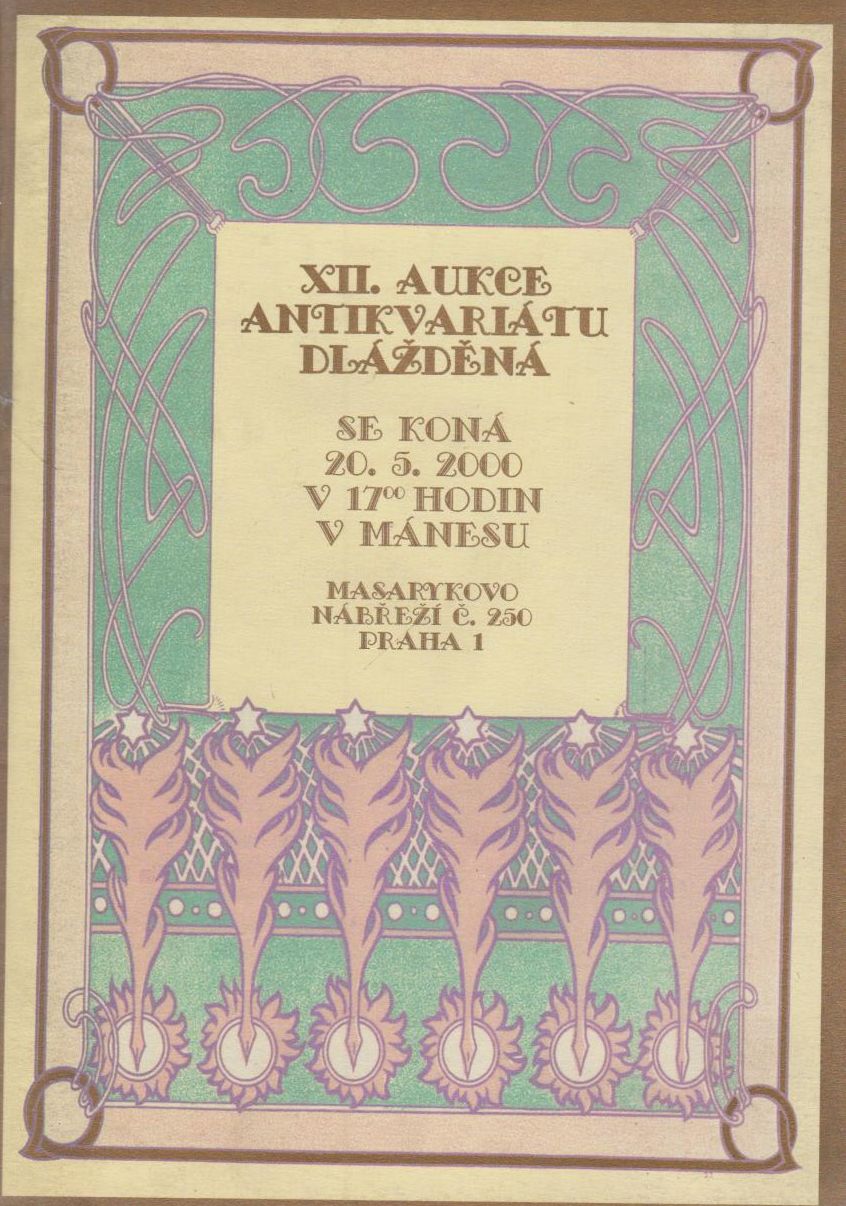 XII. AUKCE
ANTIKVARIÁTU
DLÁŽDĚNÁ
SE KONÁ
20. 5. 2000
V 17⁰⁰ HODIN
V MÁNESU
MASARYKOVO
NÁBŘEŽÍ Č. 250
PRAHA 1